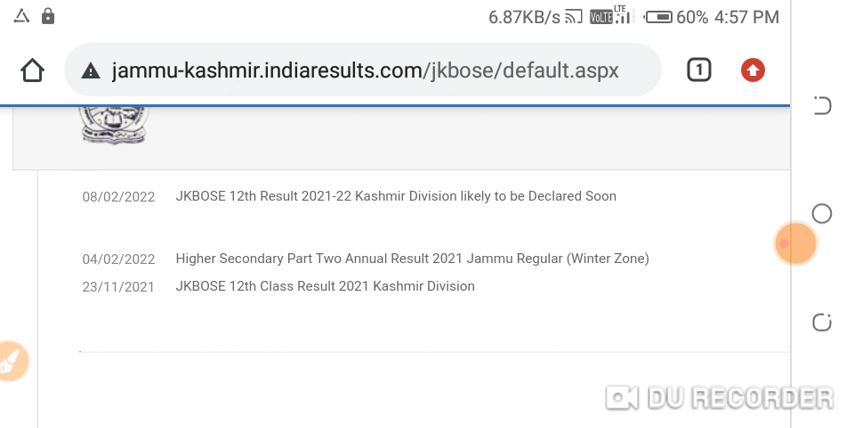 6.87KB/s VoLTE LTE 60% 4:57 PM
jammu-kashmir.indiaresults.com/jkbose/default.aspx 1
08/02/2022 JKBOSE 12th Result 2021-22 Kashmir Division likely to be Declared Soon
04/02/2022 Higher Secondary Part Two Annual Result 2021 Jammu Regular (Winter Zone)
23/11/2021 JKBOSE 12th Class Result 2021 Kashmir Division
DU RECORDER